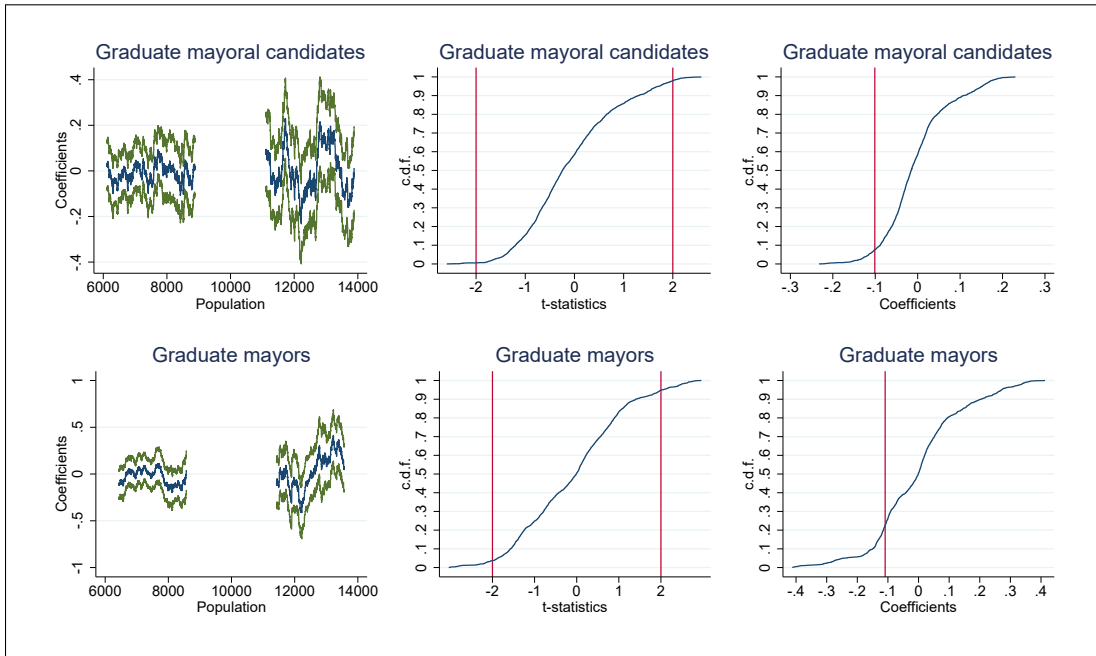 Graduate mayoral candidates
Coefficients
-.4 -.2 0 .2 .4
6000 8000 10000 12000 14000
Population
Graduate mayoral candidates
c.d.f.
0 .1 .2 .3 .4 .5 .6 .7 .8 .9 1
-2 -1 0 1 2
t-statistics
Graduate mayoral candidates
c.d.f.
0 .1 .2 .3 .4 .5 .6 .7 .8 .9 1
-.3 -.2 -.1 0 .1 .2 .3
Coefficients
Graduate mayors
Coefficients
-1 -.5 0 .5 1
6000 8000 10000 12000 14000
Population
Graduate mayors
c.d.f.
0 .1 .2 .3 .4 .5 .6 .7 .8 .9 1
-2 -1 0 1 2
t-statistics
Graduate mayors
c.d.f.
0 .1 .2 .3 .4 .5 .6 .7 .8 .9 1
-.4 -.3 -.2 -.1 0 .1 .2 .3 .4
Coefficients